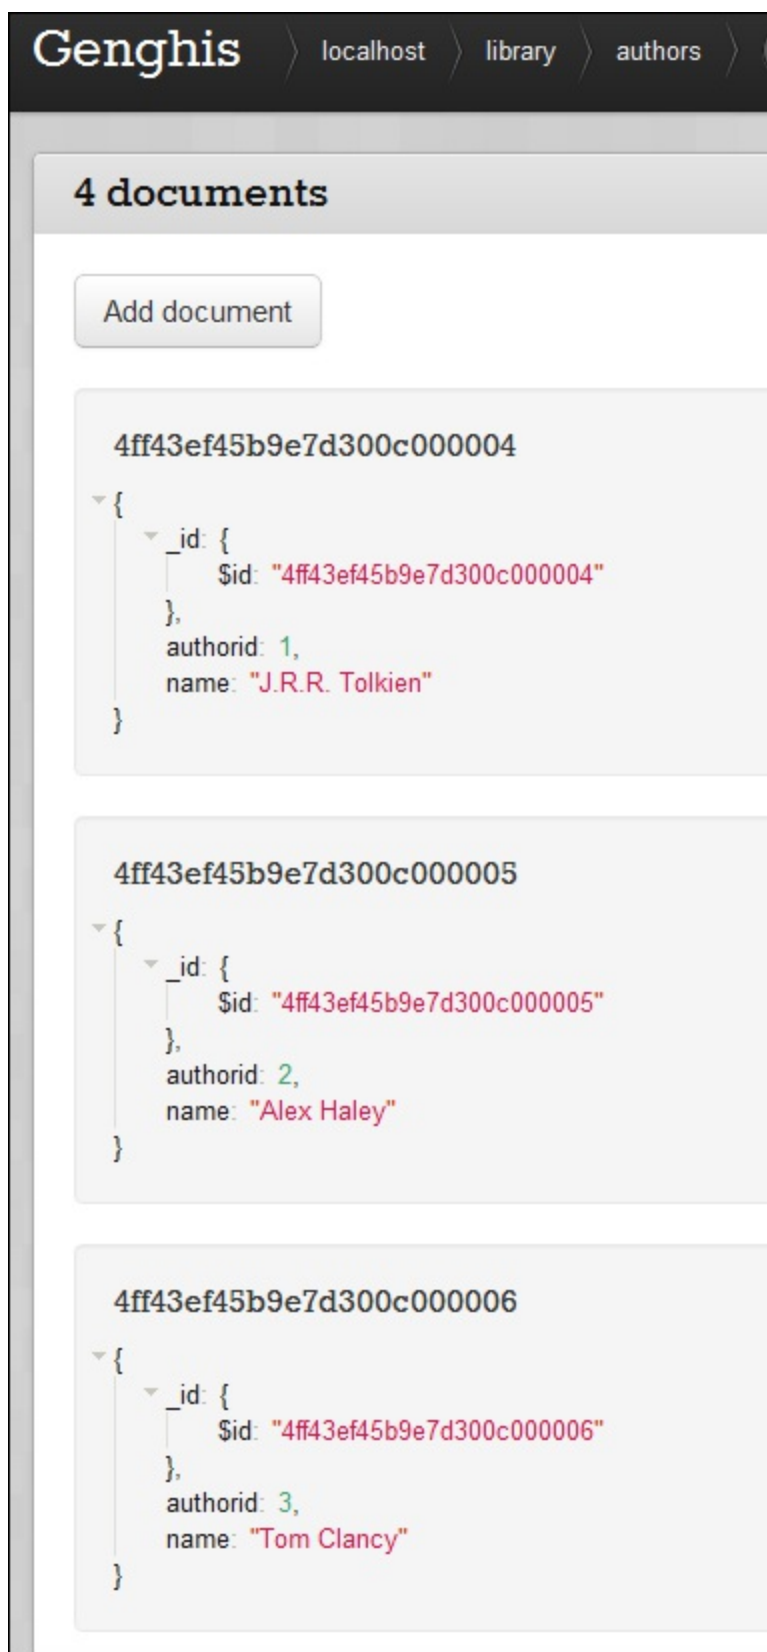 Genghis localhost library authors
4 documents
Add document
4ff43ef45b9e7d300c000004
{
_id: {
$id: "4ff43ef45b9e7d300c000004"
},
authorid: 1,
name: "J.R.R. Tolkien"
}
4ff43ef45b9e7d300c000005
{
_id: {
$id: "4ff43ef45b9e7d300c000005"
},
authorid: 2,
name: "Alex Haley"
}
4ff43ef45b9e7d300c000006
{
_id: {
$id: "4ff43ef45b9e7d300c000006"
},
authorid: 3,
name: "Tom Clancy"
}